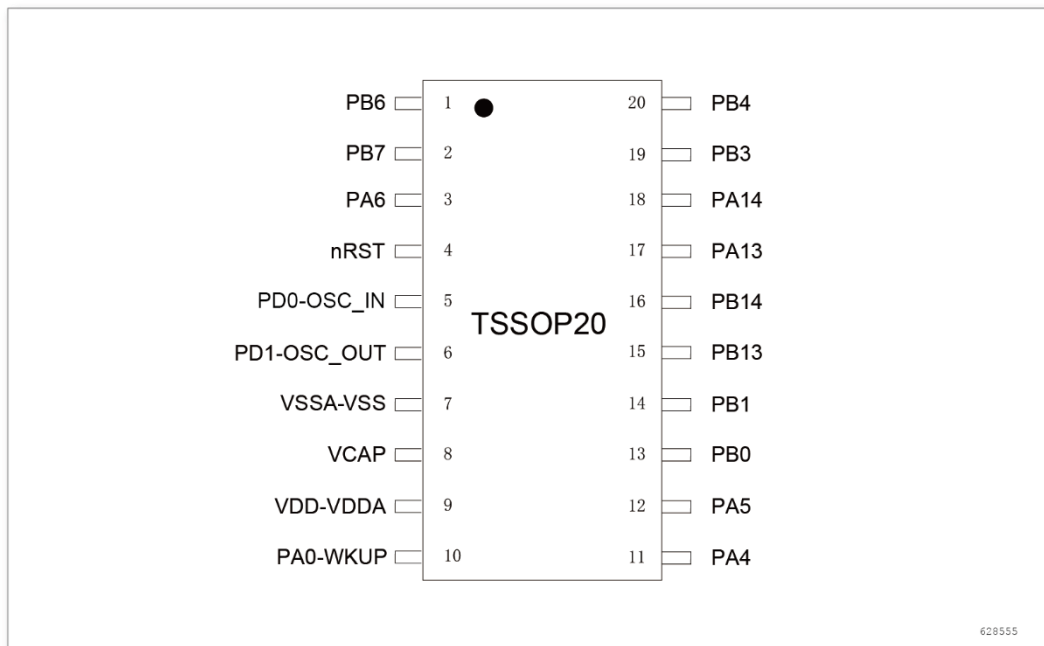 PB6 1 20 PB4
PB7 2 19 PB3
PA6 3 18 PA14
nRST 4 17 PA13
PD0-OSC_IN 5 16 PB14
TSSOP20
PD1-OSC_OUT 6 15 PB13
VSSA-VSS 7 14 PB1
VCAP 8 13 PB0
VDD-VDDA 9 12 PA5
PA0-WKUP 10 11 PA4
628555